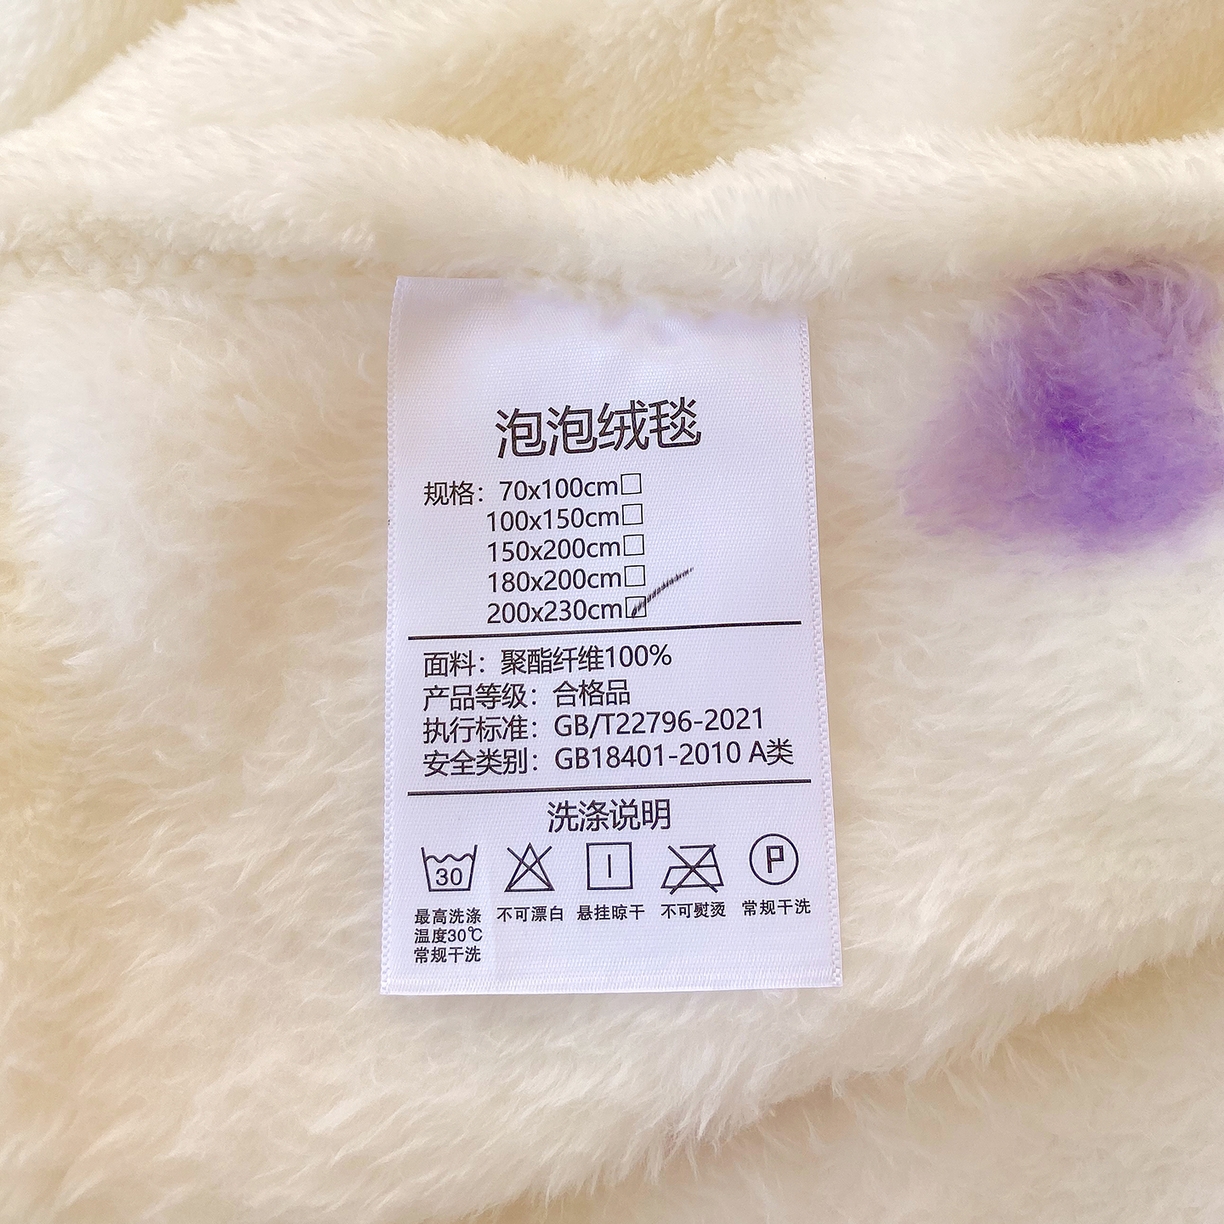 泡泡绒毯
规格：70x100cm□
100x150cm□
150x200cm□
180x200cm□
200x230cm☑
面料：聚酯纤维100%
产品等级：合格品
执行标准：GB/T22796-2021
安全类别：GB18401-2010 A类
洗涤说明
30 P
最高洗涤 不可漂白 悬挂晾干 不可熨烫 常规干洗
温度30℃
常规干洗